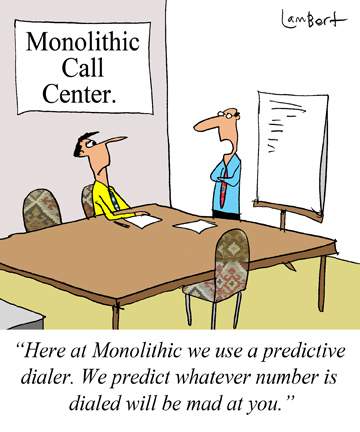 Lambert
Monolithic
Call
Center.
“Here at Monolithic we use a predictive
dialer. We predict whatever number is
dialed will be mad at you.”